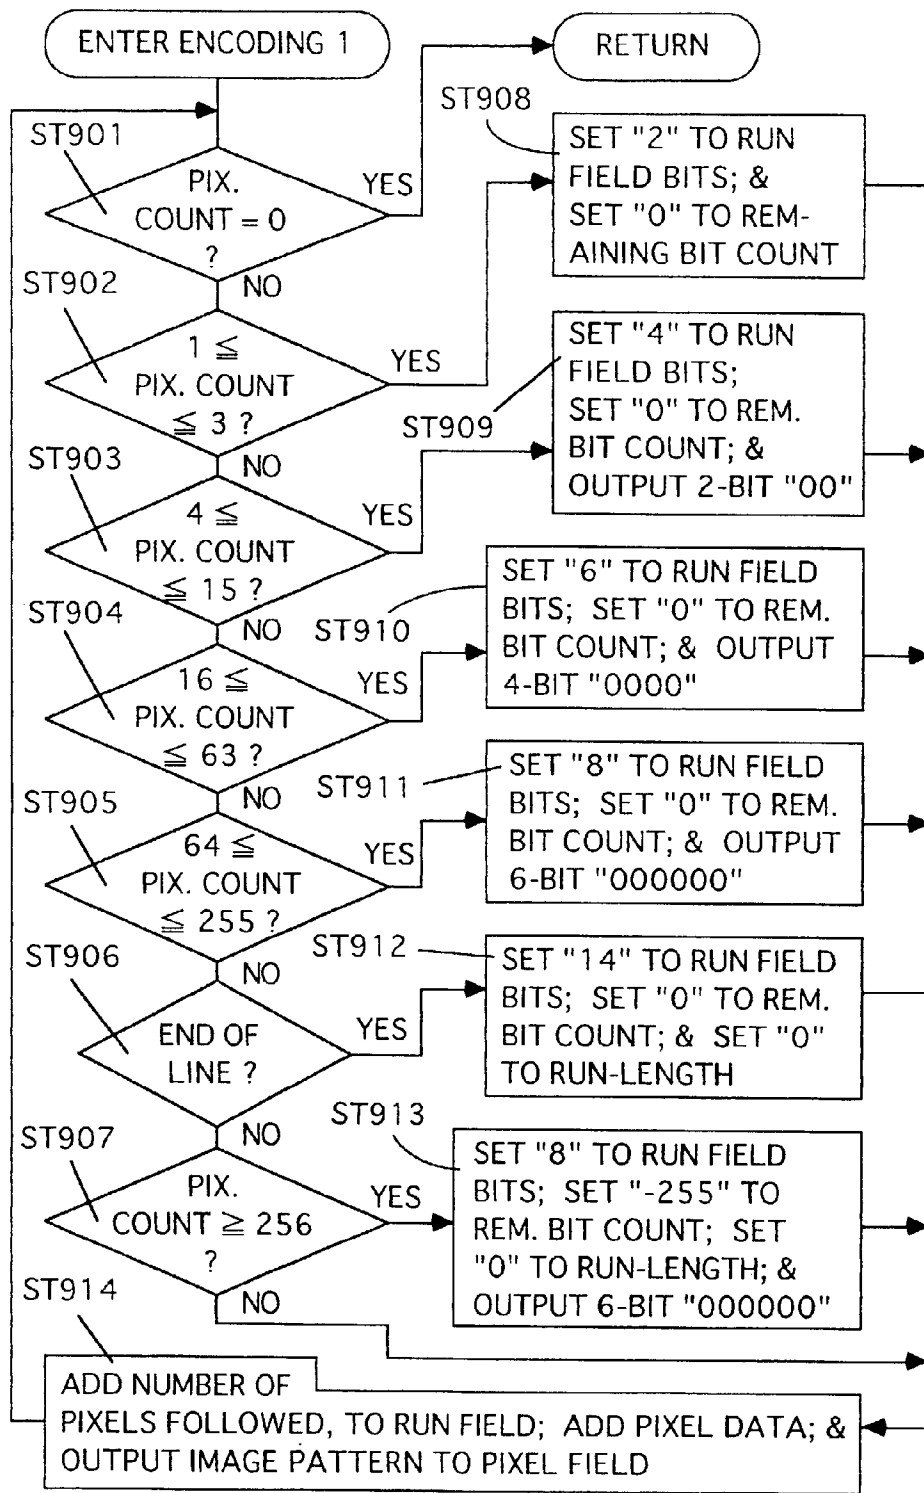 ENTER ENCODING 1
RETURN
ST901
PIX.
COUNT = 0
?
YES
NO
ST908
SET "2" TO RUN
FIELD BITS; &
SET "0" TO REM-
AINING BIT COUNT
ST902
1 ≦
PIX. COUNT
≦ 3 ?
YES
NO
ST909
SET "4" TO RUN
FIELD BITS;
SET "0" TO REM.
BIT COUNT; &
OUTPUT 2-BIT "00"
ST903
4 ≦
PIX. COUNT
≦ 15 ?
YES
NO
ST910
SET "6" TO RUN FIELD
BITS; SET "0" TO REM.
BIT COUNT; & OUTPUT
4-BIT "0000"
ST904
16 ≦
PIX. COUNT
≦ 63 ?
YES
NO
ST911
SET "8" TO RUN FIELD
BITS; SET "0" TO REM.
BIT COUNT; & OUTPUT
6-BIT "000000"
ST905
64 ≦
PIX. COUNT
≦ 255 ?
YES
NO
ST912
SET "14" TO RUN FIELD
BITS; SET "0" TO REM.
BIT COUNT; & SET "0"
TO RUN-LENGTH
ST906
END OF
LINE ?
YES
NO
ST913
SET "8" TO RUN FIELD
BITS; SET "-255" TO
REM. BIT COUNT; SET
"0" TO RUN-LENGTH; &
OUTPUT 6-BIT "000000"
ST907
PIX.
COUNT ≧ 256
?
YES
NO
ST914
ADD NUMBER OF
PIXELS FOLLOWED, TO RUN FIELD; ADD PIXEL DATA; &
OUTPUT IMAGE PATTERN TO PIXEL FIELD